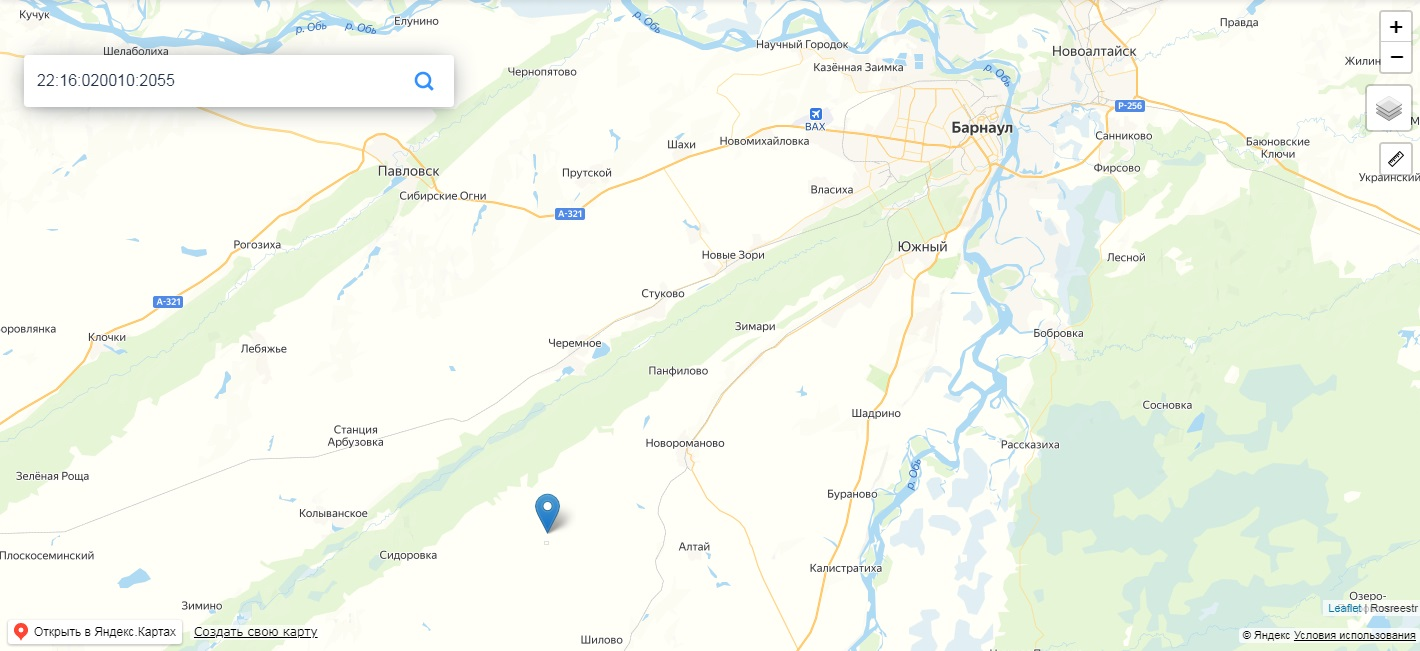 Кучук
Елунино
р. Обь
р. Обь
р. Обь
Правда
Шелаболиха
Научный Городок
Новоалтайск
+
−
22:16:020010:2055
Чернопятово
Казённая Заимка
р. Обь
Жилин
Р-256
ВАХ
Барнаул
Шахи
Новомихайловка
Санниково
Баюновские
Ключи
Павловск
Сибирские Огни
Прутской
Власиха
Фирсово
Украинский
А-321
Рогозиха
Новые Зори
Южный
Лесной
А-321
Стуково
Зимари
Бобровка
оровлянка
Клочки
Лебяжье
Черемное
Панфилово
Сосновка
Шадрино
Станция
Арбузовка
Новороманово
Рассказиха
Зелёная Роща
р. Обь
Бураново
Колыванское
Плоскосеминский
Сидоровка
Алтай
Калистратиха
Зимино
Озеро-
Leaflet | Rosreestr
Открыть в Яндекс.Картах
Создать свою карту
Шилово
© Яндекс Условия использования